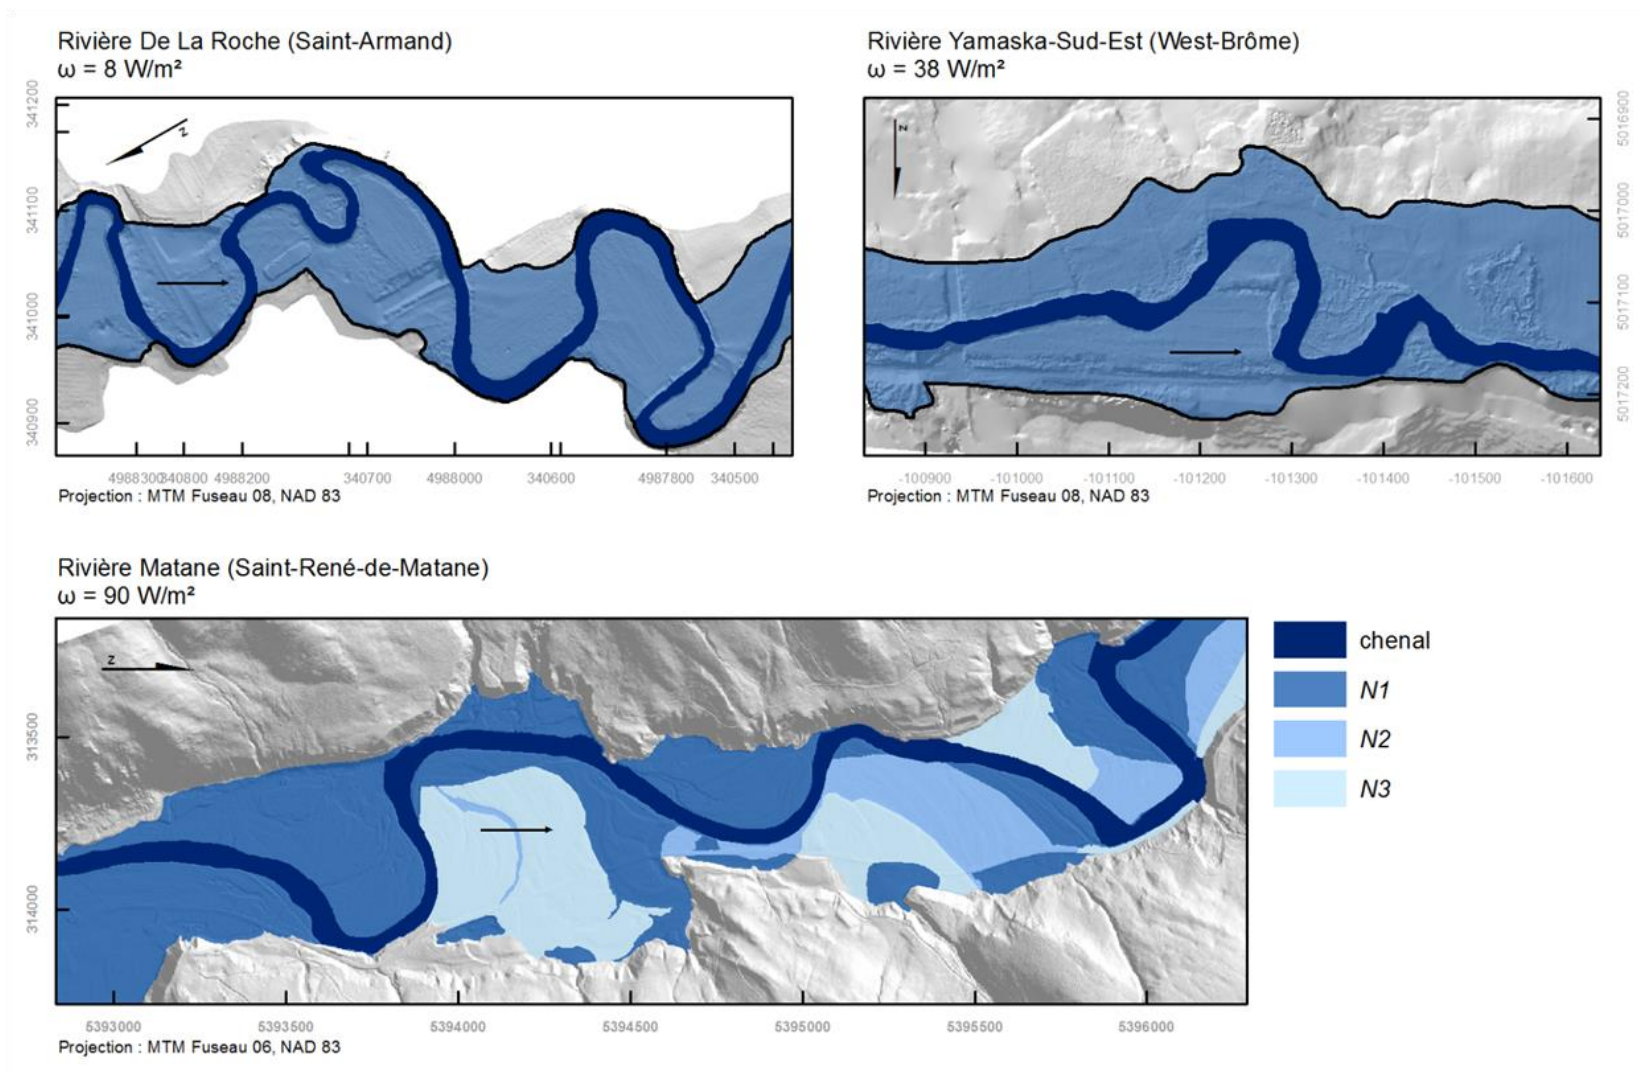 Rivière De La Roche (Saint-Armand)
ω = 8 W/m²
341200
341100
341000
340900
z
4988300 340800 4988200 340700 4988000 340600 4987800 340500
Projection : MTM Fuseau 08, NAD 83
Rivière Yamaska-Sud-Est (West-Brôme)
ω = 38 W/m²
z
5016900
5017000
5017100
5017200
-100900 -101000 -101100 -101200 -101300 -101400 -101500 -101600
Projection : MTM Fuseau 08, NAD 83
Rivière Matane (Saint-René-de-Matane)
ω = 90 W/m²
z
313500
314000
5393000 5393500 5394000 5394500 5395000 5395500 5396000
Projection : MTM Fuseau 06, NAD 83
chenal
N1
N2
N3